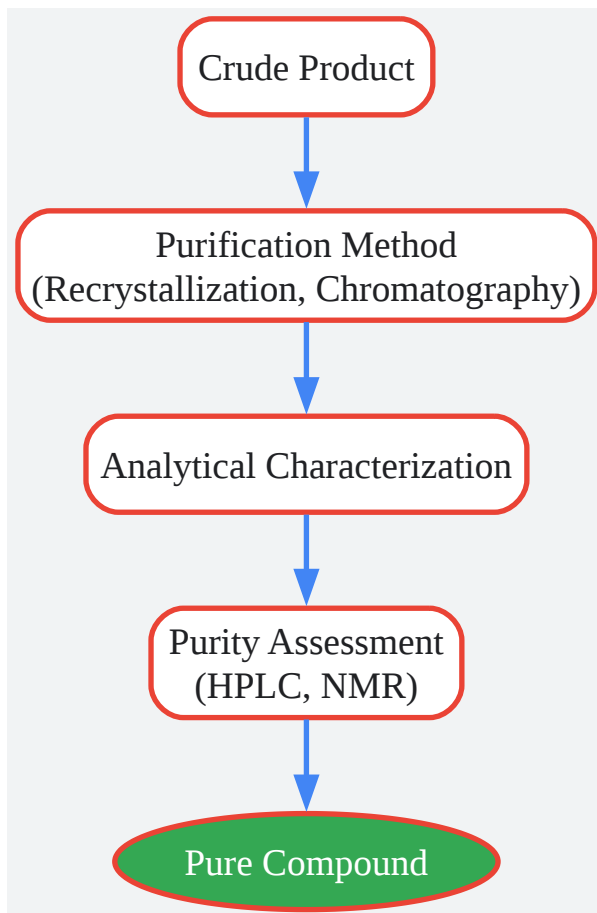 Crude Product
Purification Method
(Recrystallization, Chromatography)
Analytical Characterization
Purity Assessment
(HPLC, NMR)
Pure Compound